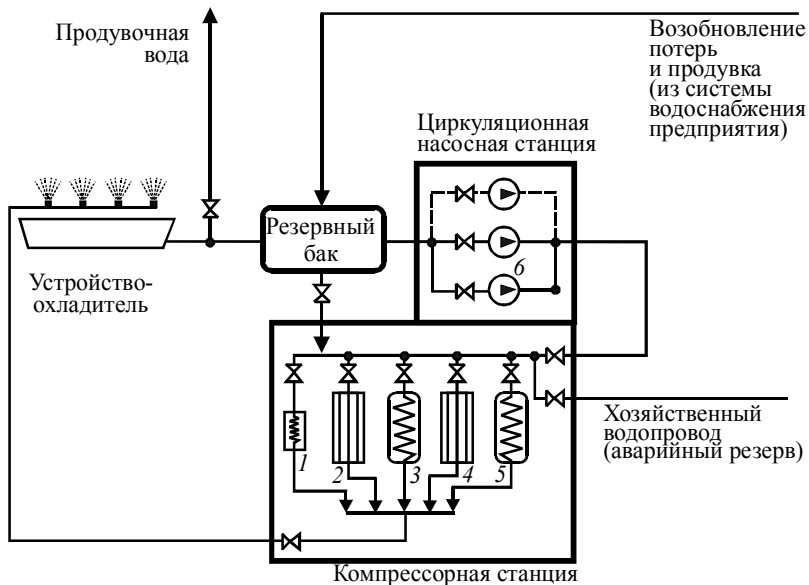 Продувочная
вода
Возобновление
потерь
и продувка
(из системы
водоснабжения
предприятия)
Циркуляционная
насосная станция
Резервный
бак
6
Устройство-
охладитель
1
2
3
4
5
Хозяйственный
водопровод
(аварийный резерв)
Компрессорная станция